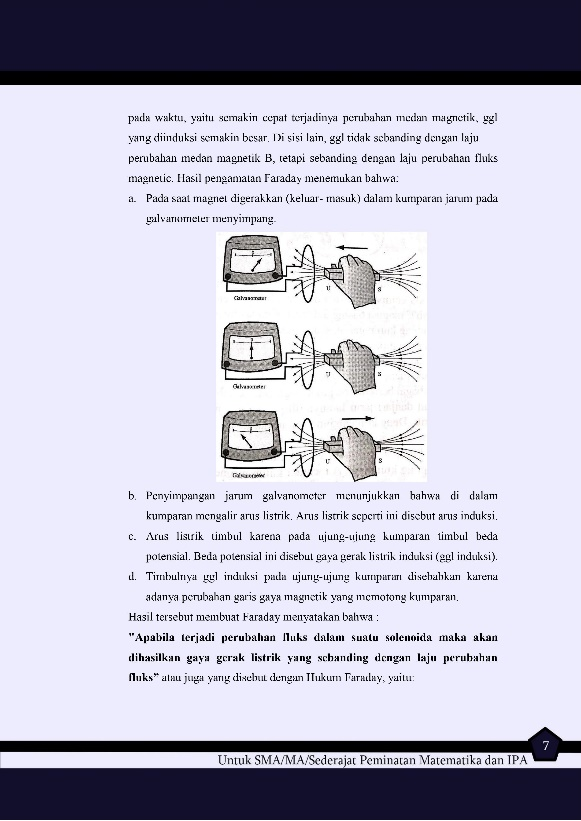 pada waktu, yaitu semakin cepat terjadinya perubahan medan magnetik, ggl
yang diinduksi semakin besar. Di sisi lain, ggl tidak sebanding dengan laju
perubahan medan magnetik B, tetapi sebanding dengan laju perubahan fluks
magnetic. Hasil pengamatan Faraday menemukan bahwa:
a. Pada saat magnet digerakkan (keluar- masuk) dalam kumparan jarum pada
galvanometer menyimpang.
U S
Galvanometer
U S
Galvanometer
U S
Galvanometer
b. Penyimpangan jarum galvanometer menunjukkan bahwa di dalam
kumparan mengalir arus listrik. Arus listrik seperti ini disebut arus induksi.
c. Arus listrik timbul karena pada ujung-ujung kumparan timbul beda
potensial. Beda potensial ini disebut gaya gerak listrik induksi (ggl induksi).
d. Timbulnya ggl induksi pada ujung-ujung kumparan disebabkan karena
adanya perubahan garis gaya magnetik yang memotong kumparan.
Hasil tersebut membuat Faraday menyatakan bahwa :
"Apabila terjadi perubahan fluks dalam suatu solenoida maka akan
dihasilkan gaya gerak listrik yang sebanding dengan laju perubahan
fluks” atau juga yang disebut dengan Hukum Faraday, yaitu:
7
Untuk SMA/MA/Sederajat Peminatan Matematika dan IPA